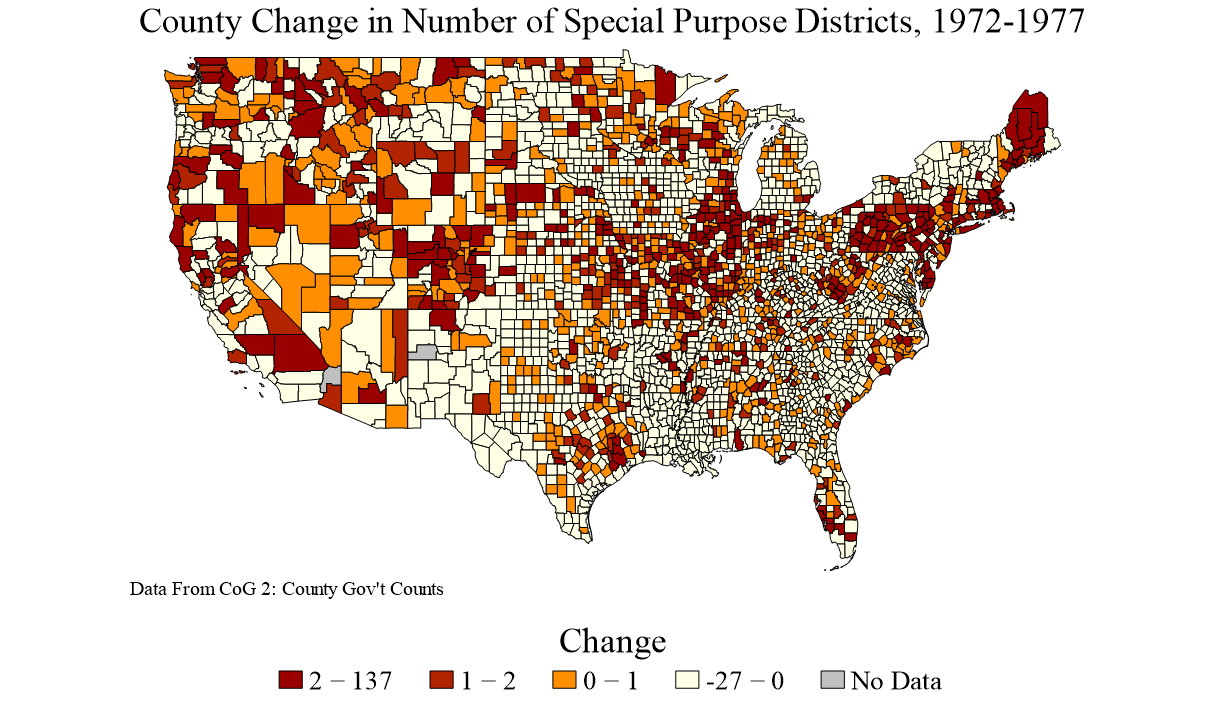 County Change in Number of Special Purpose Districts, 1972-1977
Data From CoG 2: County Gov't Counts
Change
2 − 137 1 − 2 0 − 1 -27 − 0 No Data